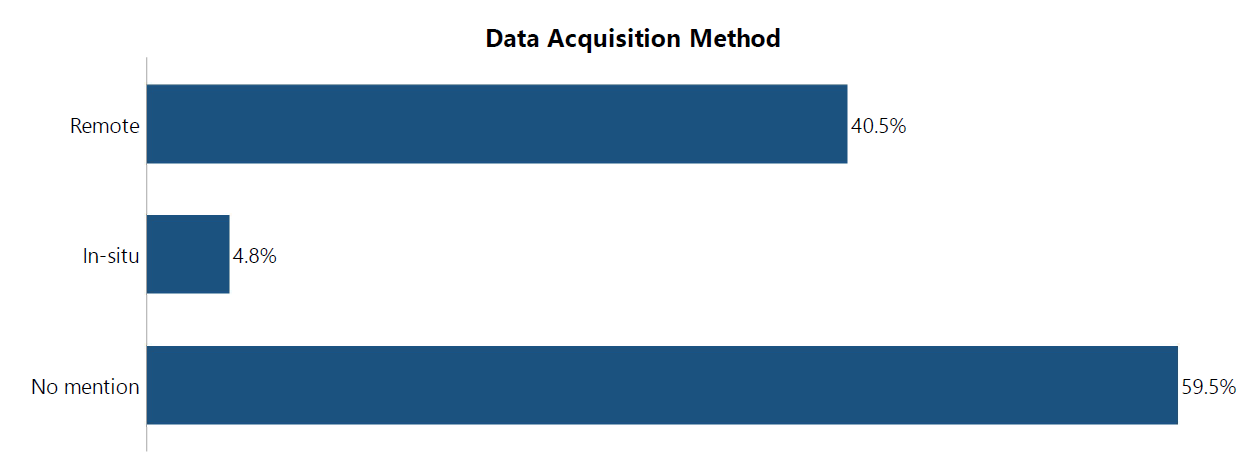 Data Acquisition Method
Remote 40.5%
In-situ 4.8%
No mention 59.5%